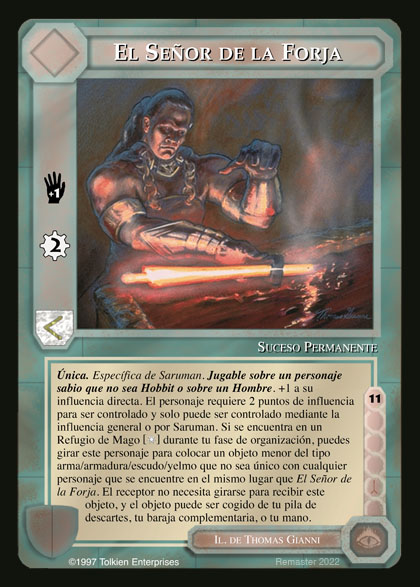 El Señor de la Forja
+1
2
Suceso Permanente
Única. Específica de Saruman. Jugable sobre un personaje
sabio que no sea Hobbit o sobre un Hombre. +1 a su
influencia directa. El personaje requiere 2 puntos de influencia
para ser controlado y solo puede ser controlado mediante la
influencia general o por Saruman. Si se encuentra en un
Refugio de Mago [☼] durante tu fase de organización, puedes
girar este personaje para colocar un objeto menor del tipo
arma/armadura/escudo/yelmo que no sea único con cualquier
personaje que se encuentre en el mismo lugar que El Señor de
la Forja. El receptor no necesita girarse para recibir este
objeto, y el objeto puede ser cogido de tu pila de
descartes, tu baraja complementaria, o tu mano.
11
Il. de Thomas Gianni
©1997 Tolkien Enterprises
Remaster 2022